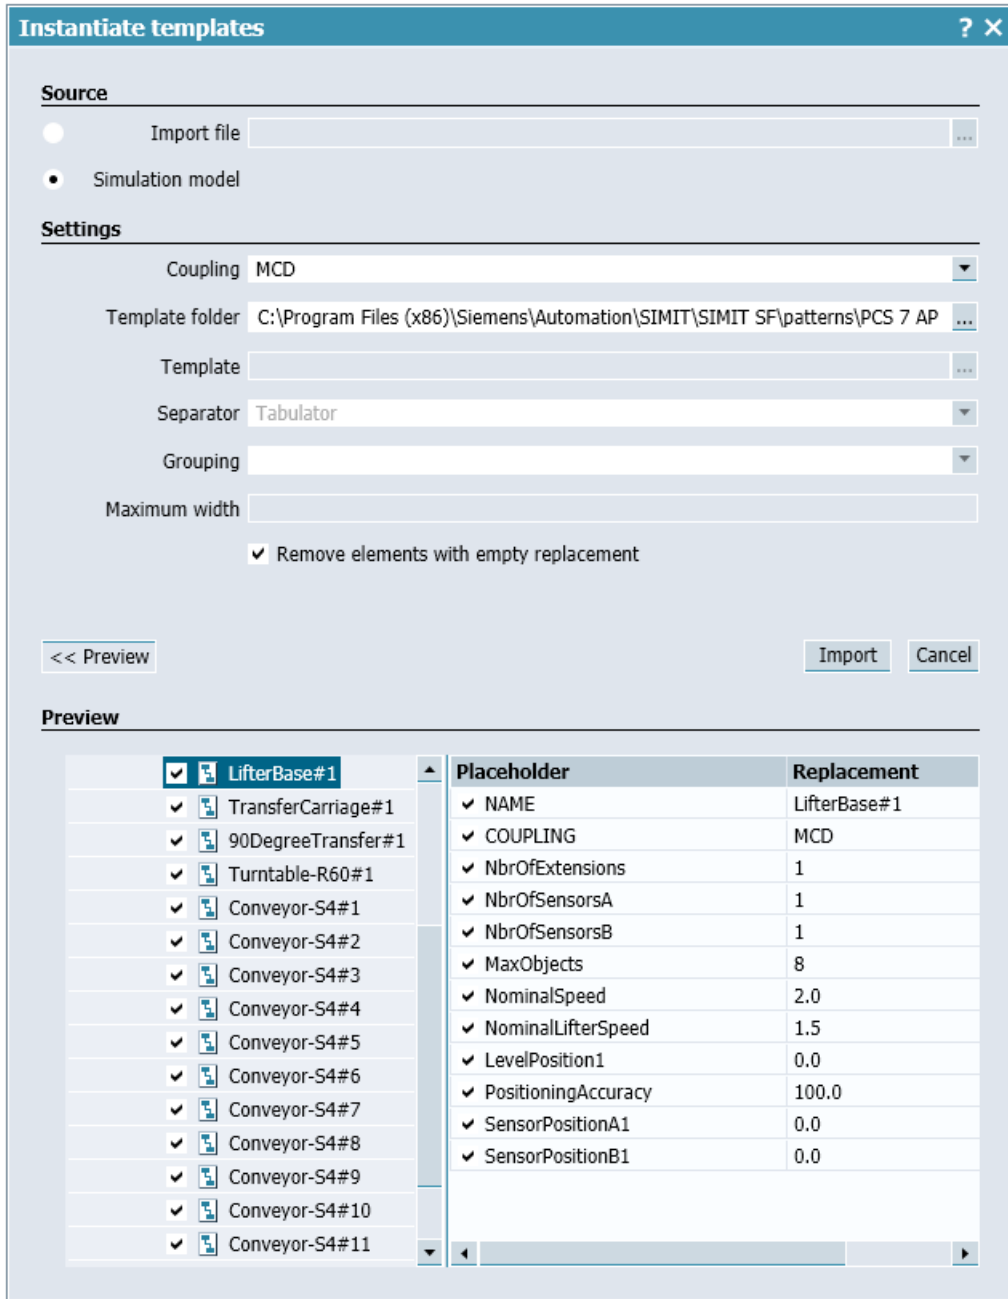 Instantiate templates ? ×
Source
Import file ...
Simulation model
Settings
Coupling MCD
Template folder C:\Program Files (x86)\Siemens\Automation\SIMIT\SIMIT SF\patterns\PCS 7 AP ...
Template ...
Separator Tabulator
Grouping
Maximum width
Remove elements with empty replacement
<< Preview Import Cancel
Preview
LifterBase#1
TransferCarriage#1
90DegreeTransfer#1
Turntable-R60#1
Conveyor-S4#1
Conveyor-S4#2
Conveyor-S4#3
Conveyor-S4#4
Conveyor-S4#5
Conveyor-S4#6
Conveyor-S4#7
Conveyor-S4#8
Conveyor-S4#9
Conveyor-S4#10
Conveyor-S4#11
Placeholder Replacement
NAME LifterBase#1
COUPLING MCD
NbrOfExtensions 1
NbrOfSensorsA 1
NbrOfSensorsB 1
MaxObjects 8
NominalSpeed 2.0
NominalLifterSpeed 1.5
LevelPosition1 0.0
PositioningAccuracy 100.0
SensorPositionA1 0.0
SensorPositionB1 0.0